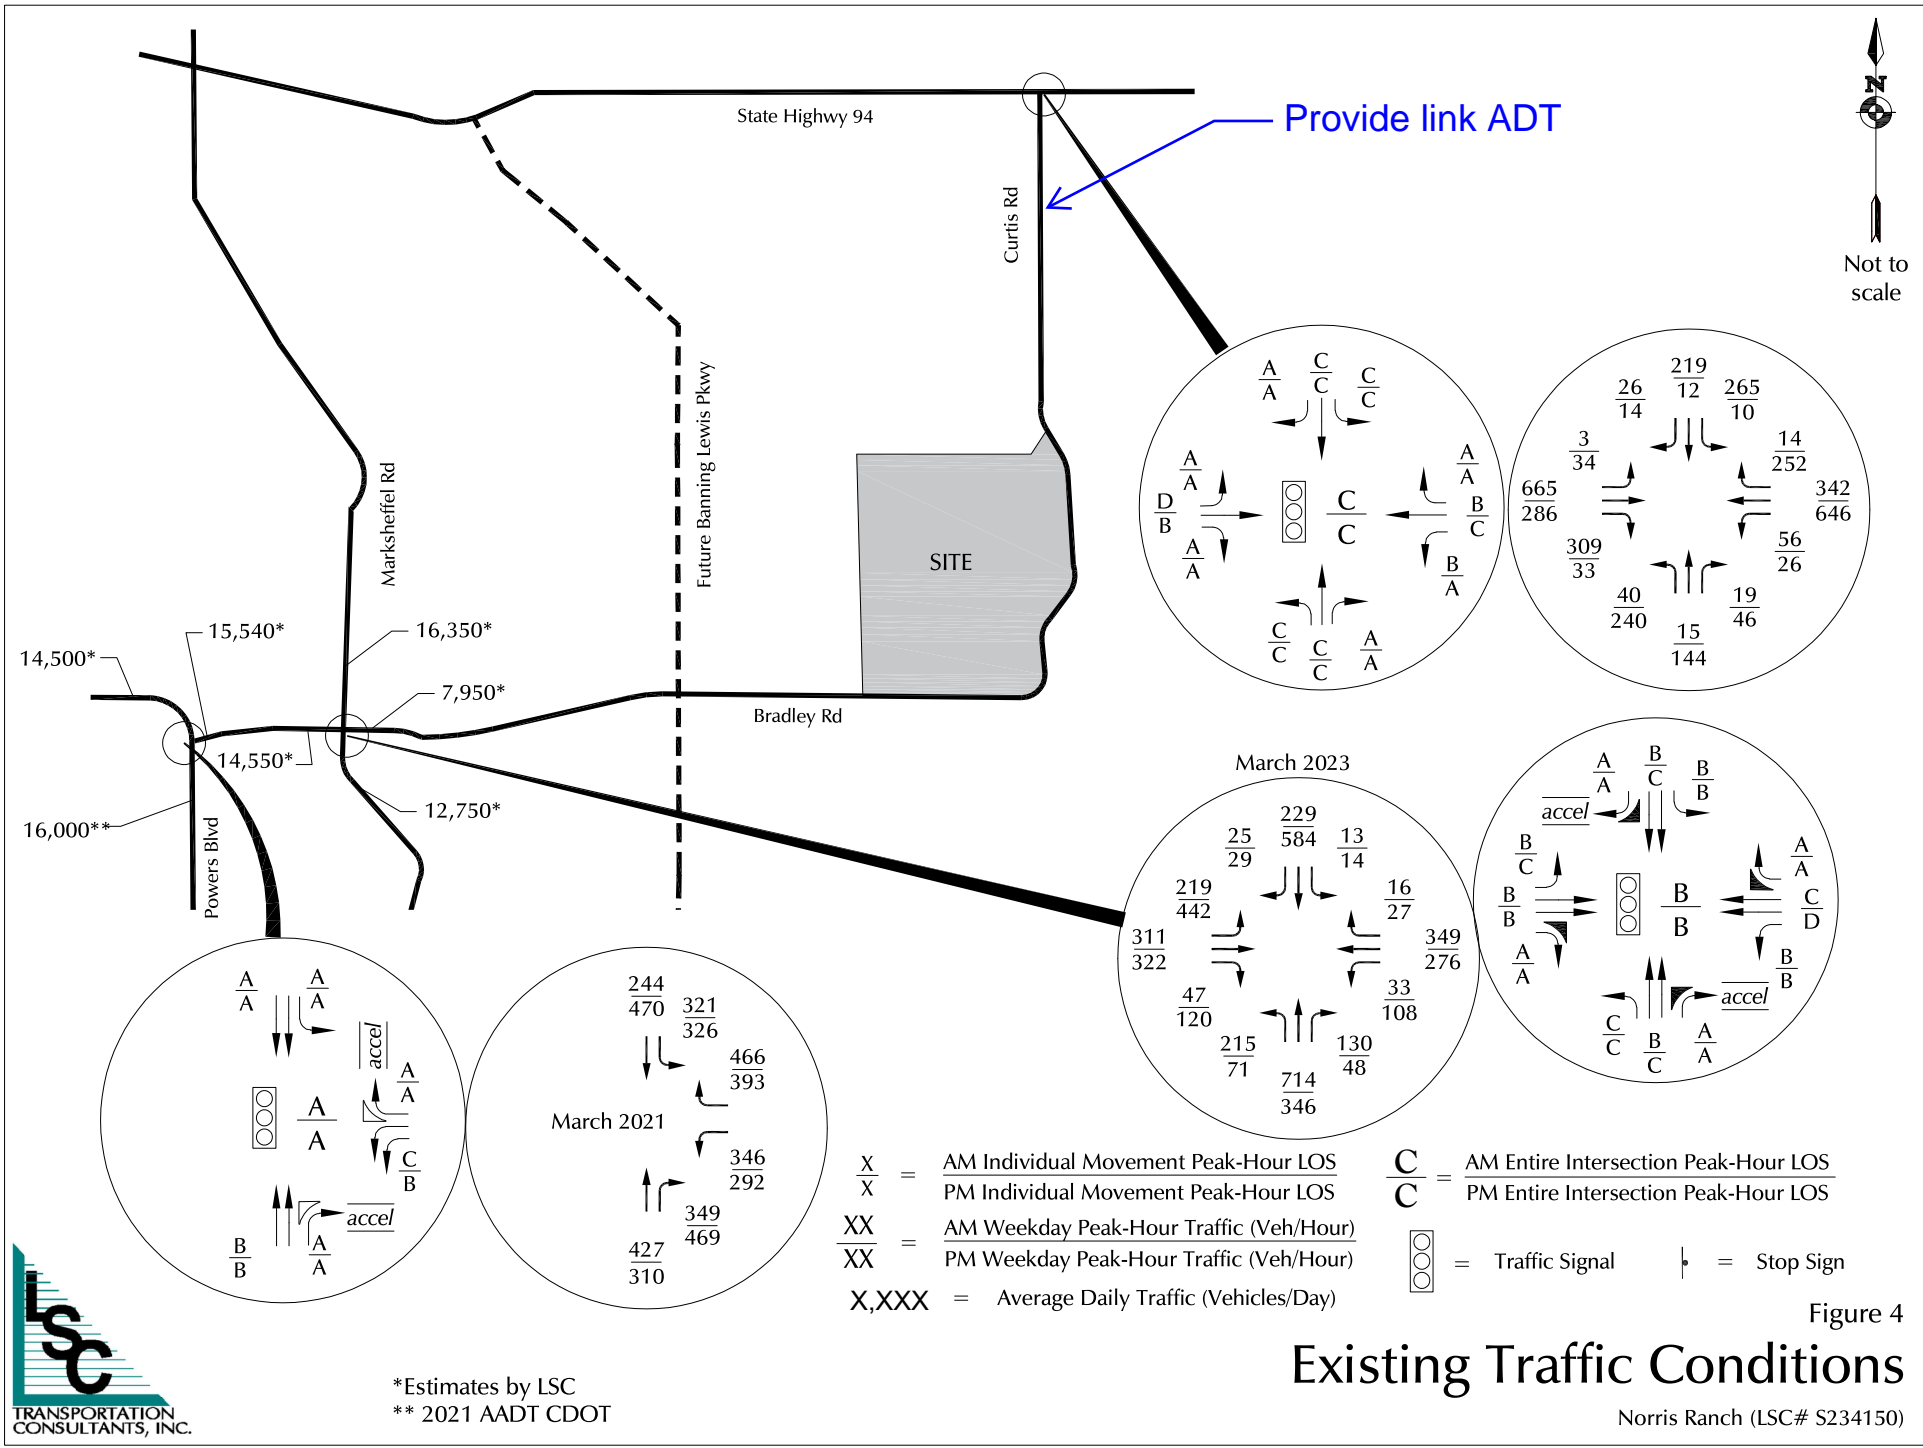 State Highway 94
Provide link ADT
N
Not to
scale
Curtis Rd
Marksheffel Rd
Future Banning Lewis Pkwy
SITE
Bradley Rd
Powers Blvd
14,500*
15,540*
16,350*
7,950*
14,550*
12,750*
16,000**
A
A
C
C
C
C
A
A
D
B
A
A
C
C
A
A
B
C
B
A
C
C
C
C
A
A
26
14
219
12
265
10
3
34
665
286
309
33
14
252
342
646
56
26
40
240
15
144
19
46
March 2023
25
29
229
584
13
14
219
442
311
322
47
120
16
27
349
276
33
108
215
71
714
346
130
48
A
A
B
C
B
B
accel
B
C
B
B
A
A
B
B
A
A
C
D
B
B
accel
C
C
B
C
A
A
A
A
A
A
accel
A
A
A
A
C
B
accel
B
B
A
A
244
470
321
326
466
393
March 2021
346
292
349
469
427
310
X
X
=
AM Individual Movement Peak-Hour LOS
PM Individual Movement Peak-Hour LOS
C
C
=
AM Entire Intersection Peak-Hour LOS
PM Entire Intersection Peak-Hour LOS
XX
XX
=
AM Weekday Peak-Hour Traffic (Veh/Hour)
PM Weekday Peak-Hour Traffic (Veh/Hour)
= Traffic Signal
= Stop Sign
X,XXX = Average Daily Traffic (Vehicles/Day)
Figure 4
Existing Traffic Conditions
Norris Ranch (LSC# S234150)
*Estimates by LSC
** 2021 AADT CDOT
LSC
TRANSPORTATION
CONSULTANTS, INC.